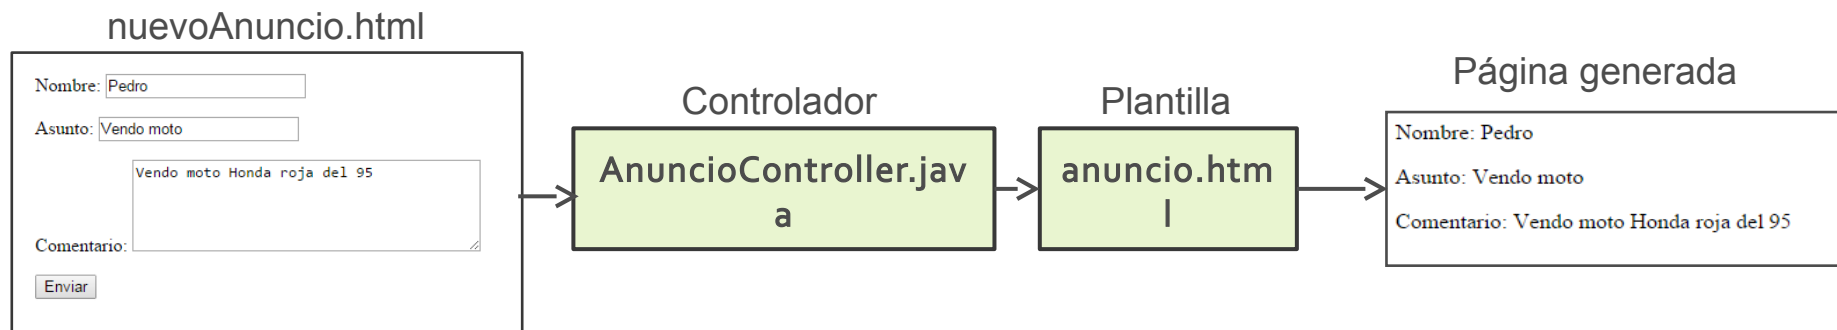 nuevoAnuncio.html
Nombre: Pedro
Asunto: Vendo moto
Vendo moto Honda roja del 95
Comentario:
Enviar
Controlador
AnuncioController.jav
a
Plantilla
anuncio.htm
l
Página generada
Nombre: Pedro
Asunto: Vendo moto
Comentario: Vendo moto Honda roja del 95